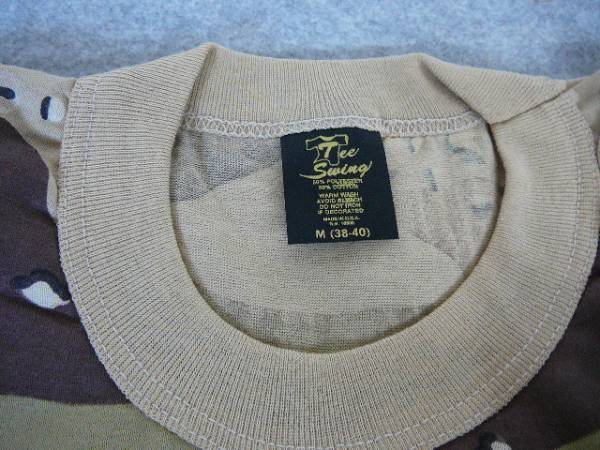 Tee
Swing
50% POLYESTER
50% COTTON
WARM WASH
AVOID BLEACH
DO NOT IRON
IF DECORATED
MADE IN U.S.A.
M (38-40)